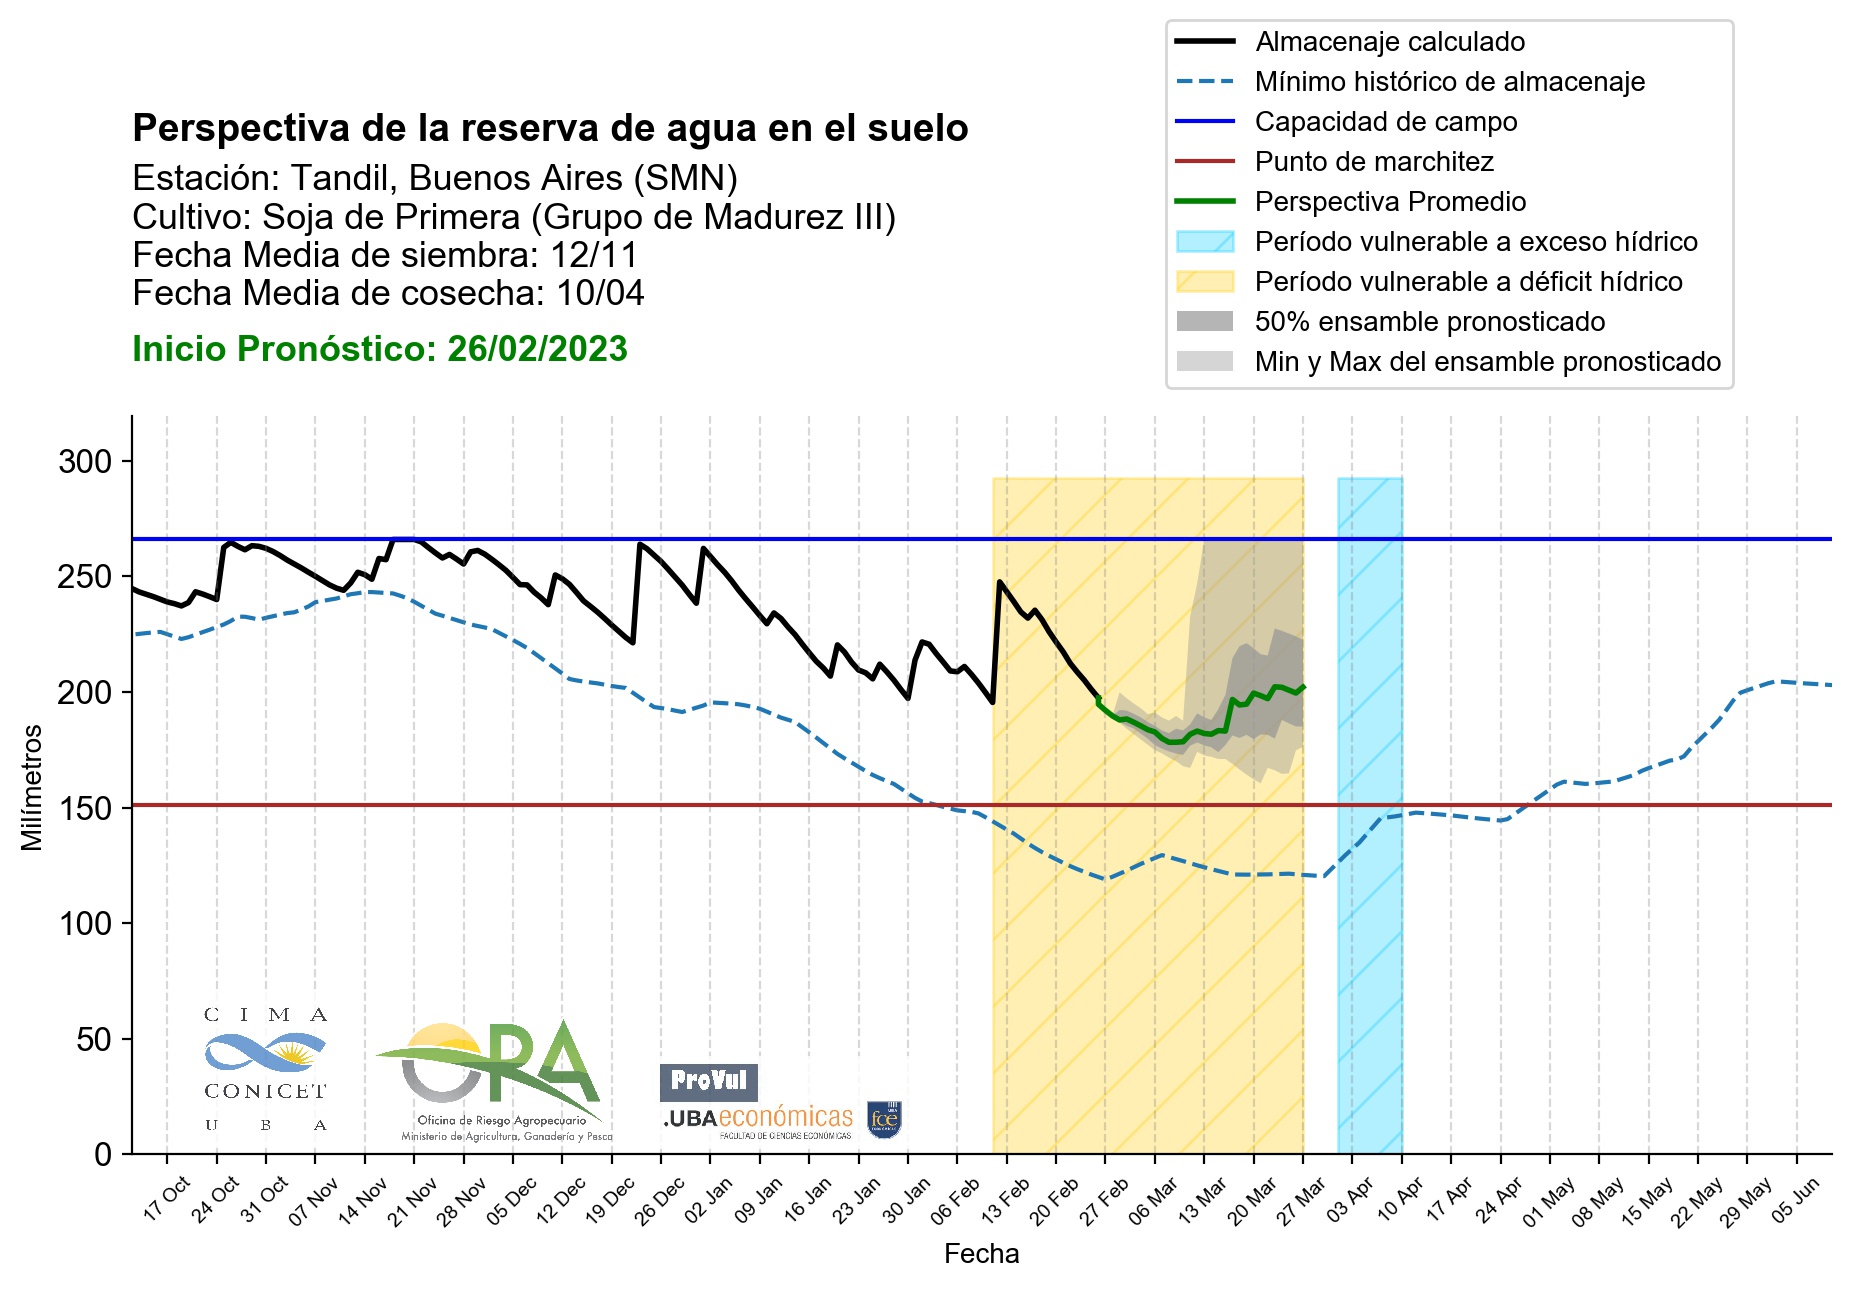 Almacenaje calculado
Mínimo histórico de almacenaje
Capacidad de campo
Punto de marchitez
Perspectiva Promedio
Período vulnerable a exceso hídrico
Período vulnerable a déficit hídrico
50% ensamble pronosticado
Min y Max del ensamble pronosticado
Perspectiva de la reserva de agua en el suelo
Estación: Tandil, Buenos Aires (SMN)
Cultivo: Soja de Primera (Grupo de Madurez III)
Fecha Media de siembra: 12/11
Fecha Media de cosecha: 10/04
Inicio Pronóstico: 26/02/2023
Milímetros
300
250
200
150
100
50
0
CIMA
CONICET
UBA
ORA
Oficina de Riesgo Agropecuario
Ministerio de Agricultura, Ganadería y Pesca
ProVul
.UBAeconómicas
FACULTAD DE CIENCIAS ECONÓMICAS
fce
17 Oct
24 Oct
31 Oct
07 Nov
14 Nov
21 Nov
28 Nov
05 Dec
12 Dec
19 Dec
26 Dec
02 Jan
09 Jan
16 Jan
23 Jan
30 Jan
06 Feb
13 Feb
20 Feb
27 Feb
06 Mar
13 Mar
20 Mar
27 Mar
03 Apr
10 Apr
17 Apr
24 Apr
01 May
08 May
15 May
22 May
29 May
05 Jun
Fecha